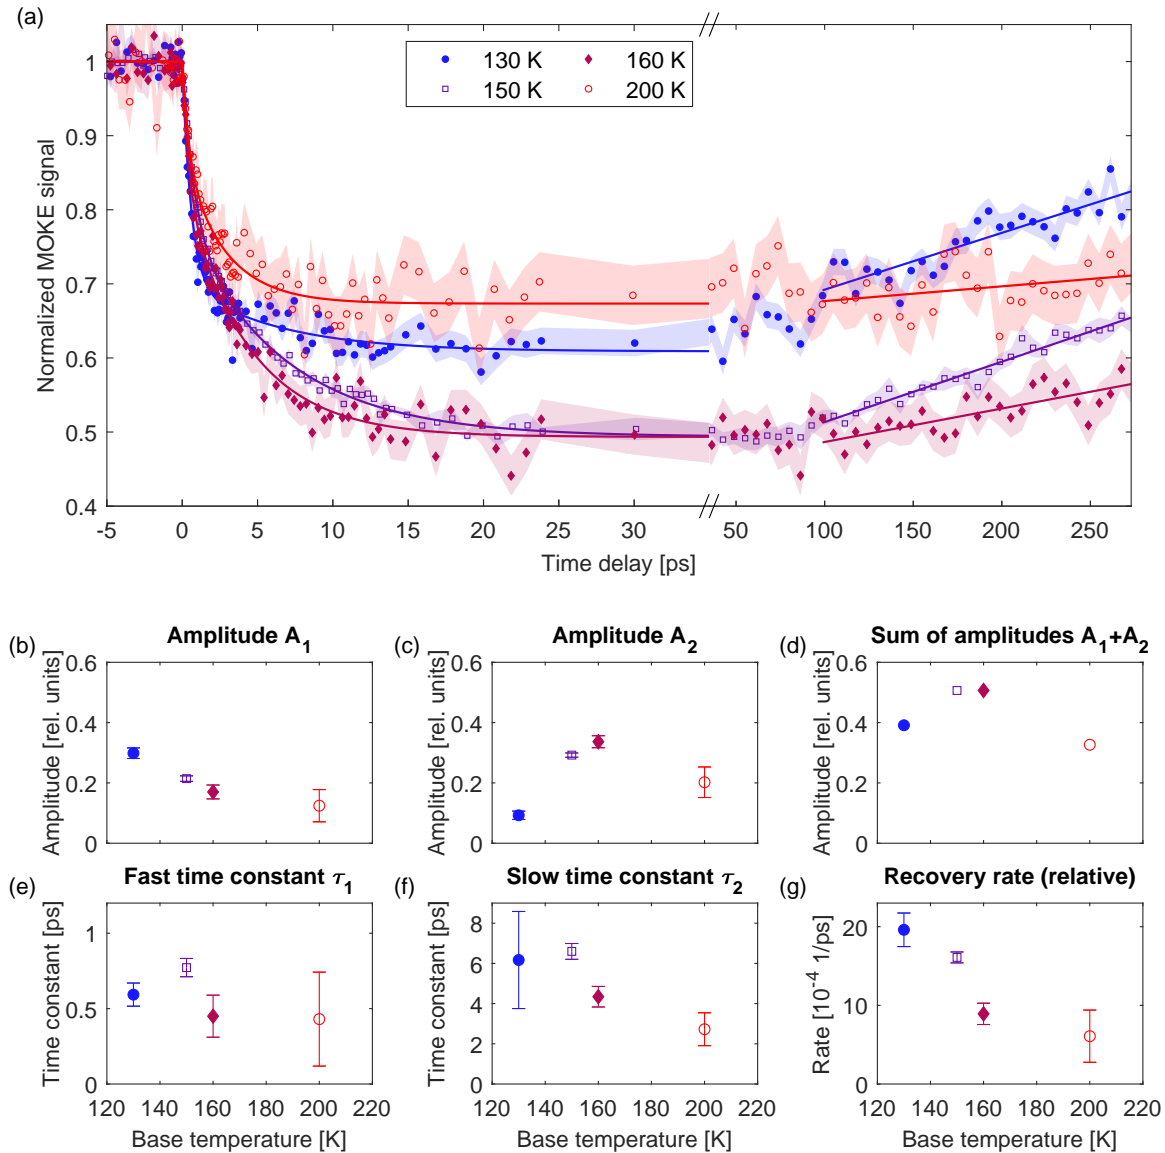 (a)
130 K
160 K
150 K
200 K
Normalized MOKE signal
1
0.9
0.8
0.7
0.6
0.5
0.4
-5 0 5 10 15 20 25 30 50 100 150 200 250
Time delay [ps]
(b) Amplitude A1
Amplitude [rel. units]
0.6
0.4
0.2
0
(c) Amplitude A2
Amplitude [rel. units]
0.6
0.4
0.2
0
(d) Sum of amplitudes A1+A2
Amplitude [rel. units]
0.6
0.4
0.2
0
(e) Fast time constant τ1
Time constant [ps]
1
0.5
0
120 140 160 180 200 220
Base temperature [K]
(f) Slow time constant τ2
Time constant [ps]
8
6
4
2
0
120 140 160 180 200 220
Base temperature [K]
(g) Recovery rate (relative)
Rate [10⁻⁴ 1/ps]
20
10
0
120 140 160 180 200 220
Base temperature [K]